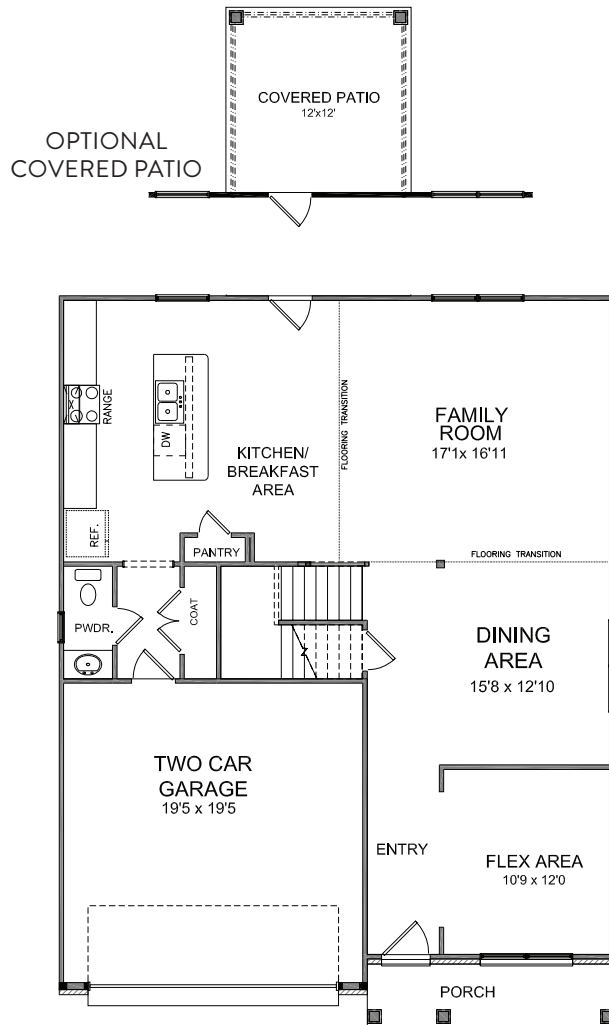 COVERED PATIO
12'x12'
OPTIONAL
COVERED PATIO
RANGE
DW
KITCHEN/
BREAKFAST
AREA
FLOORING TRANSITION
FAMILY
ROOM
17'1x 16'11
REF.
PANTRY
FLOORING TRANSITION
PWDR.
COAT
DINING
AREA
15'8 x 12'10
TWO CAR
GARAGE
19'5 x 19'5
ENTRY
FLEX AREA
10'9 x 12'0
PORCH